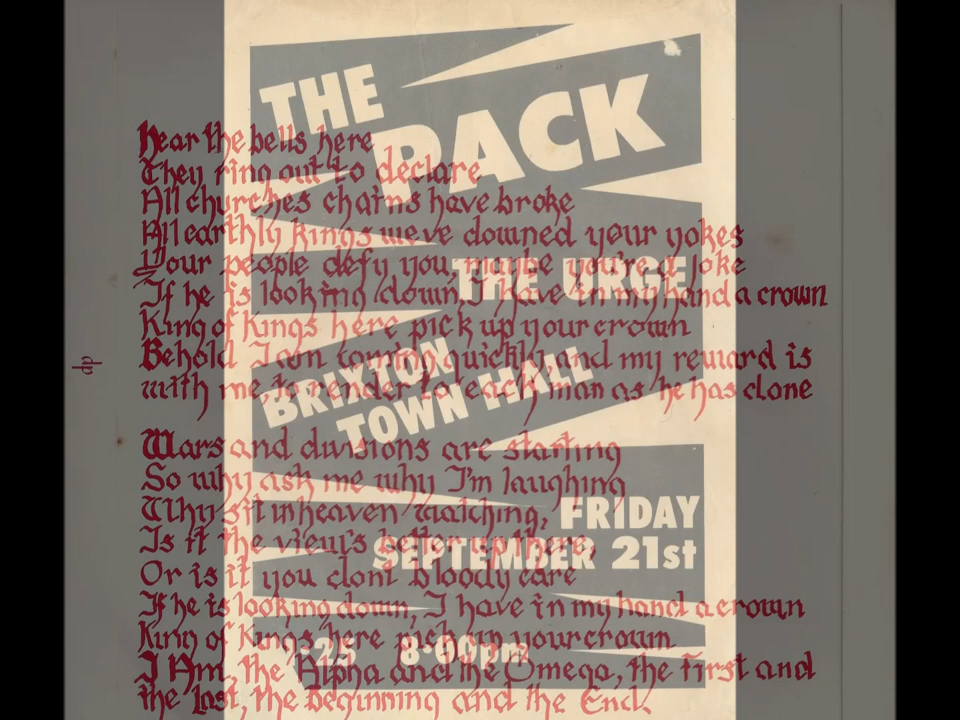 THE
PACK
THE URGE
BRIXTON
TOWN HALL
FRIDAY
SEPTEMBER 21st
8·00pm
Hear the bells here
They ring out to declare
All churches chains have broke
All earthly kings weve downed your yokes
Your people defy you, maybe you're a joke
If he is looking down, I have in my hand a crown
King of Kings here pick up your crown
Behold I am coming quickly, and my reward is
with me, to render to each man as he has done
Wars and divisions are starting
So why ask me why I'm laughing
Why sit in heaven watching,
Is it the view's better up there,
Or is it you dont bloody care
If he is looking down, I have in my hand a crown
King of Kings here pick up your crown
I Am, the Alpha and the Omega, the first and
the Last, the beginning and the End.